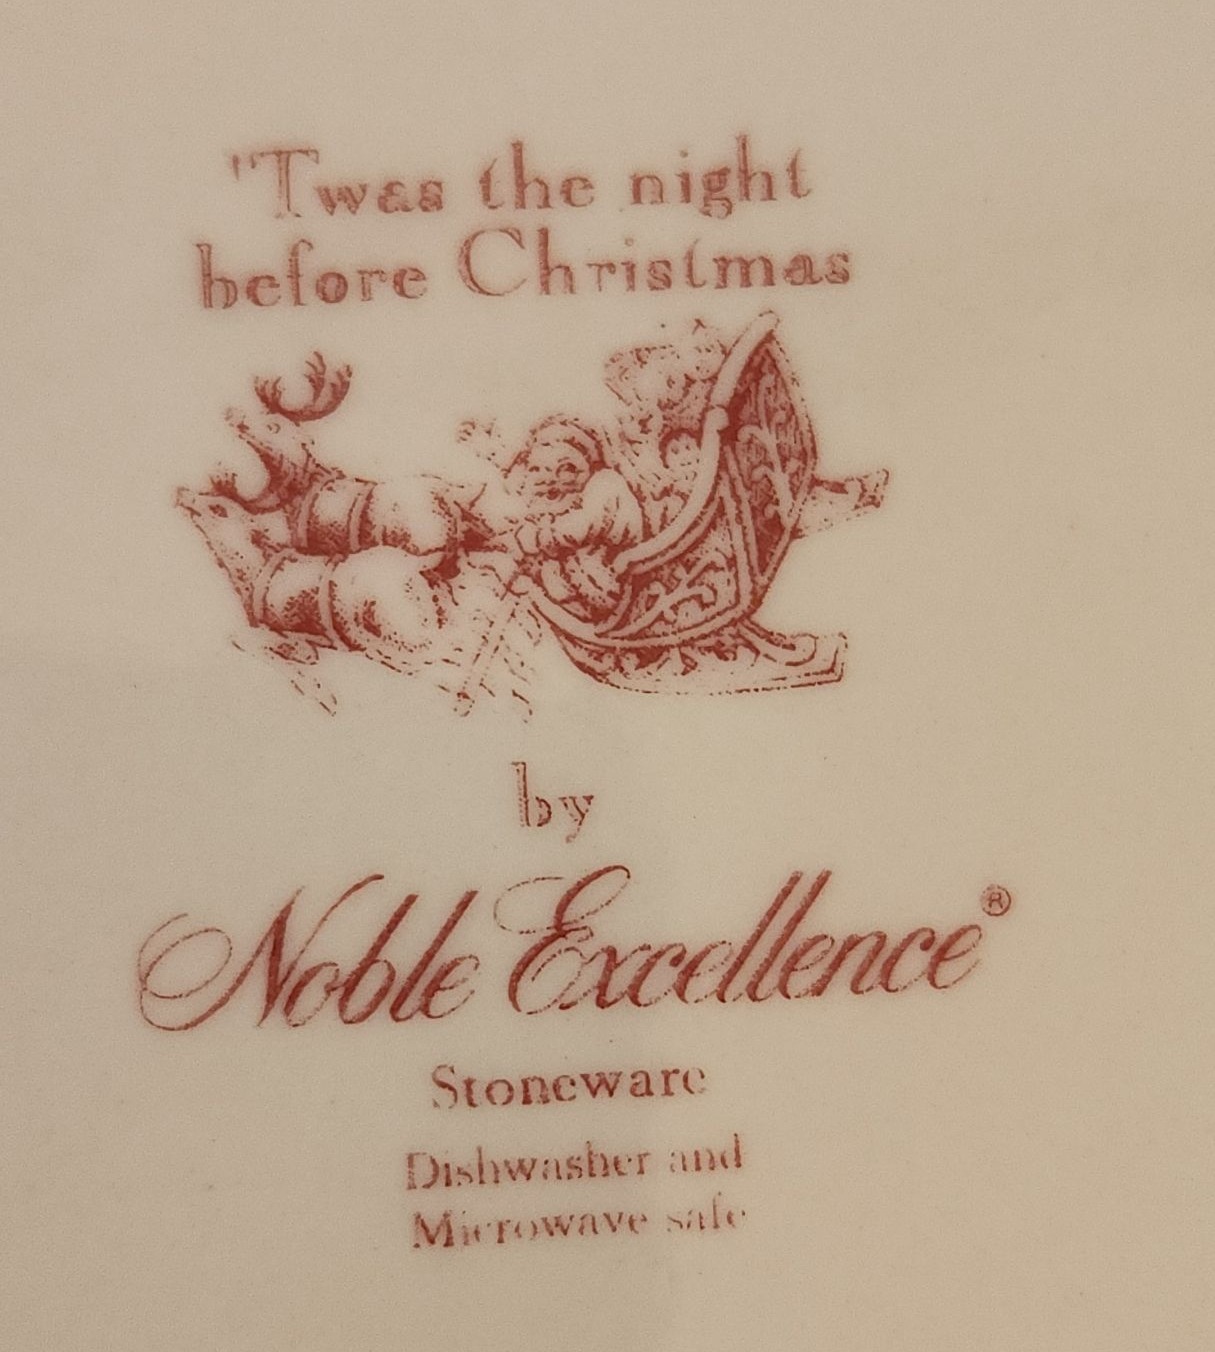 "Twas the night
before Christmas
by
Noble Excellence®
Stoneware
Dishwasher and
Microwave safe